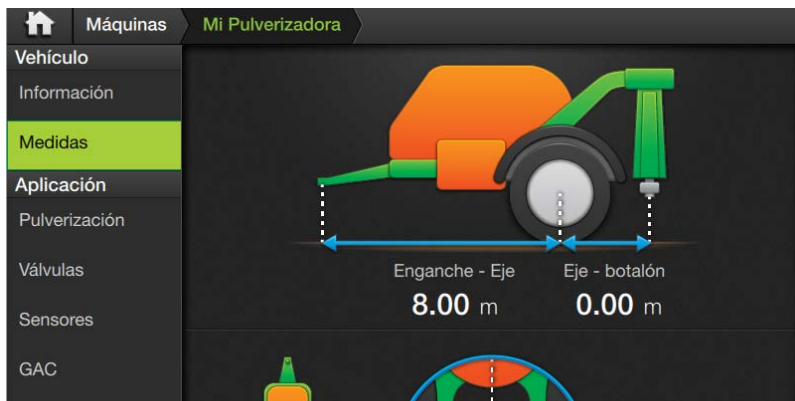 Máquinas Mi Pulverizadora
Vehículo
Información
Medidas
Aplicación
Pulverización
Válvulas
Sensores
GAC
Enganche - Eje Eje - botalón
8.00 m 0.00 m